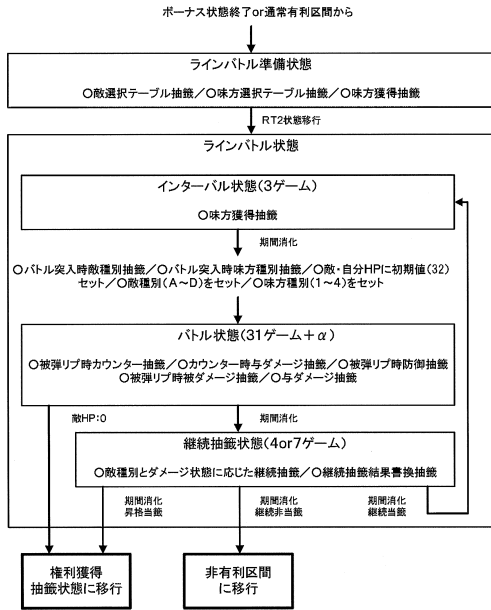 ボーナス状態終了or通常有利区間から
ラインバトル準備状態
○敵選択テーブル抽籤／○味方選択テーブル抽籤／○味方獲得抽籤
RT2状態移行
ラインバトル状態
インターバル状態(3ゲーム)
○味方獲得抽籤
期間消化
○バトル突入時敵種別抽籤／○バトル突入時味方種別抽籤／○敵・自分HPに初期値(32)
セット／○敵種別(A～D)をセット／○味方種別(1～4)をセット
バトル状態(31ゲーム＋α)
○被弾リプ時カウンター抽籤／○カウンター時与ダメージ抽籤／○被弾リプ時防御抽籤
○被弾リプ時被ダメージ抽籤／○与ダメージ抽籤
敵HP:0
期間消化
継続抽籤状態(4or7ゲーム)
○敵種別とダメージ状態に応じた継続抽籤／○継続抽籤結果書換抽籤
期間消化
昇格当籤
期間消化
継続非当籤
期間消化
継続当籤
権利獲得
抽籤状態に移行
非有利区間
に移行